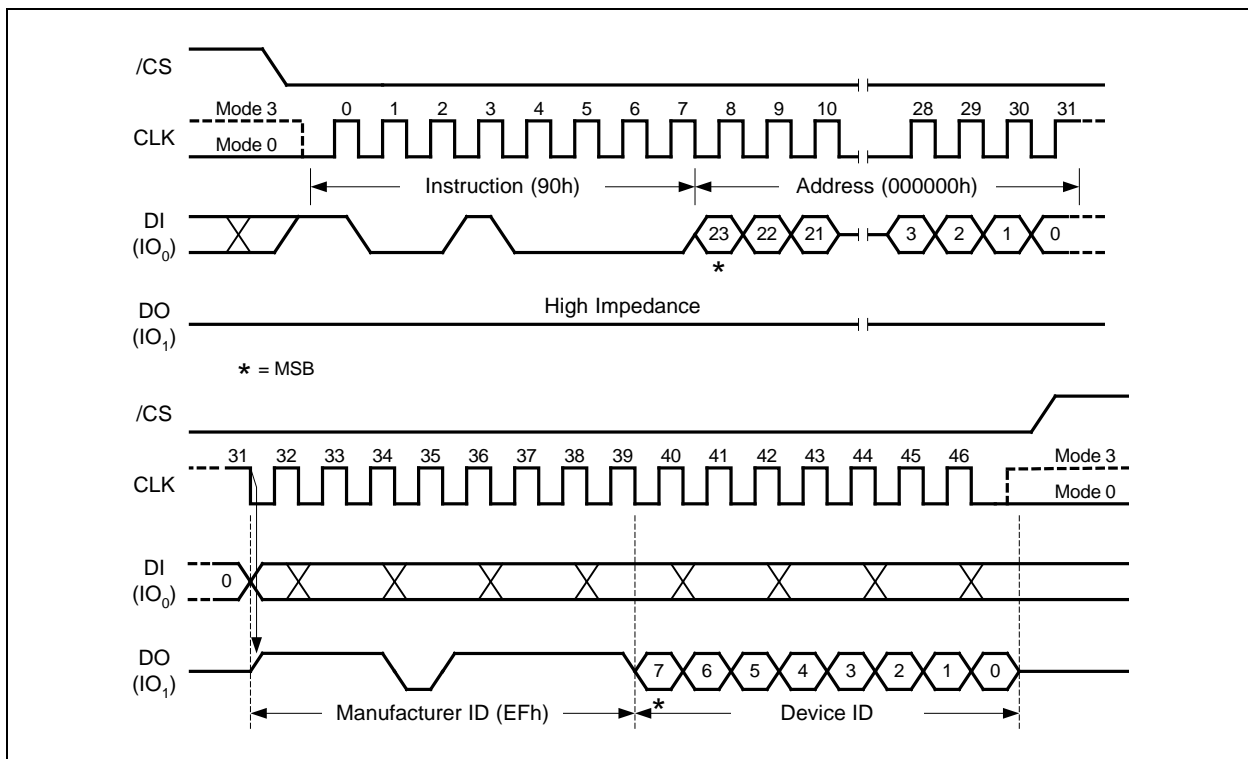 /CS
Mode 3 0 1 2 3 4 5 6 7 8 9 10 28 29 30 31
CLK
Mode 0
Instruction (90h) Address (000000h)
DI
(IO0) 23 22 21 3 2 1 0
*
DO High Impedance
(IO1)
* = MSB
/CS
31 32 33 34 35 36 37 38 39 40 41 42 43 44 45 46 Mode 3
CLK
Mode 0
DI 0
(IO0)
DO 7 6 5 4 3 2 1 0
(IO1)
*
Manufacturer ID (EFh) Device ID